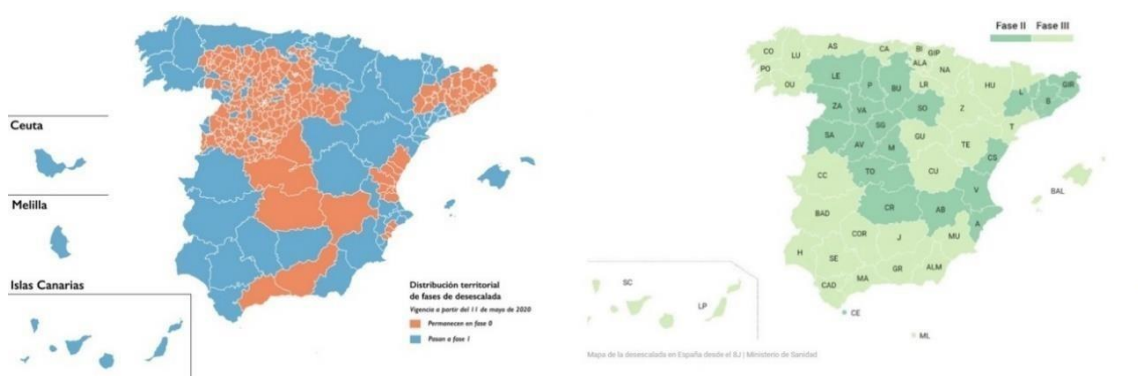 Ceuta
Melilla
Islas Canarias
Distribución territorial
de fases de desescalada
Vigencia a partir del 11 de mayo de 2020
Permanecen en fase 0
Pasan a fase 1
Fase II Fase III
CO
LU
AS
CA
BI
GIP
PO
OU
LE
P
BU
ALA
LR
NA
HU
L
B
GIR
ZA
VA
SO
Z
T
SA
AV
SG
M
GU
TE
CS
CC
TO
CU
V
BAL
BAD
CR
AB
A
H
SE
COR
J
MU
CAD
MA
GR
ALM
SC
LP
CE
ML
Mapa de la desescalada en España desde el 8J | Ministerio de Sanidad